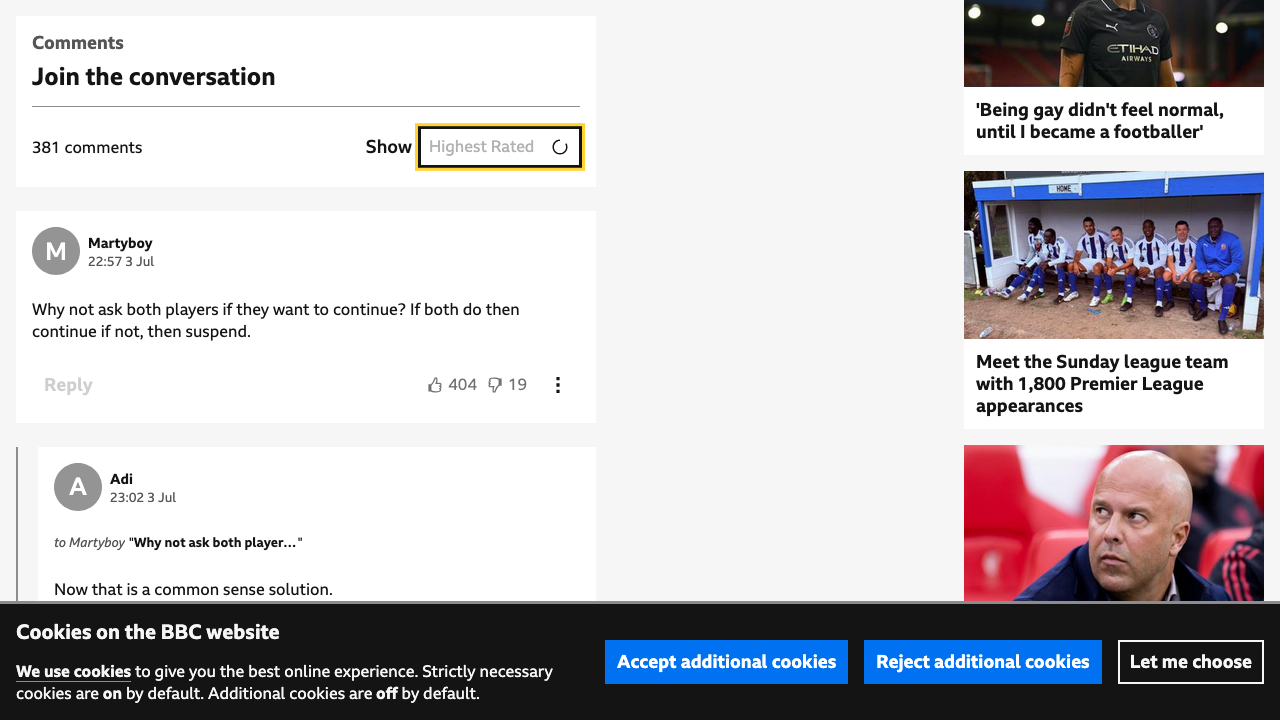 Comments
Join the conversation
381 comments
Show
Highest Rated
M
Martyboy
22:57 3 Jul
Why not ask both players if they want to continue? If both do then
continue if not, then suspend.
Reply
404
19
A
Adi
23:02 3 Jul
to Martyboy "Why not ask both player..."
Now that is a common sense solution.
ETIHAD
AIRWAYS
'Being gay didn't feel normal,
until I became a footballer'
HOME
Meet the Sunday league team
with 1,800 Premier League
appearances
Cookies on the BBC website
We use cookies to give you the best online experience. Strictly necessary
cookies are on by default. Additional cookies are off by default.
Accept additional cookies
Reject additional cookies
Let me choose